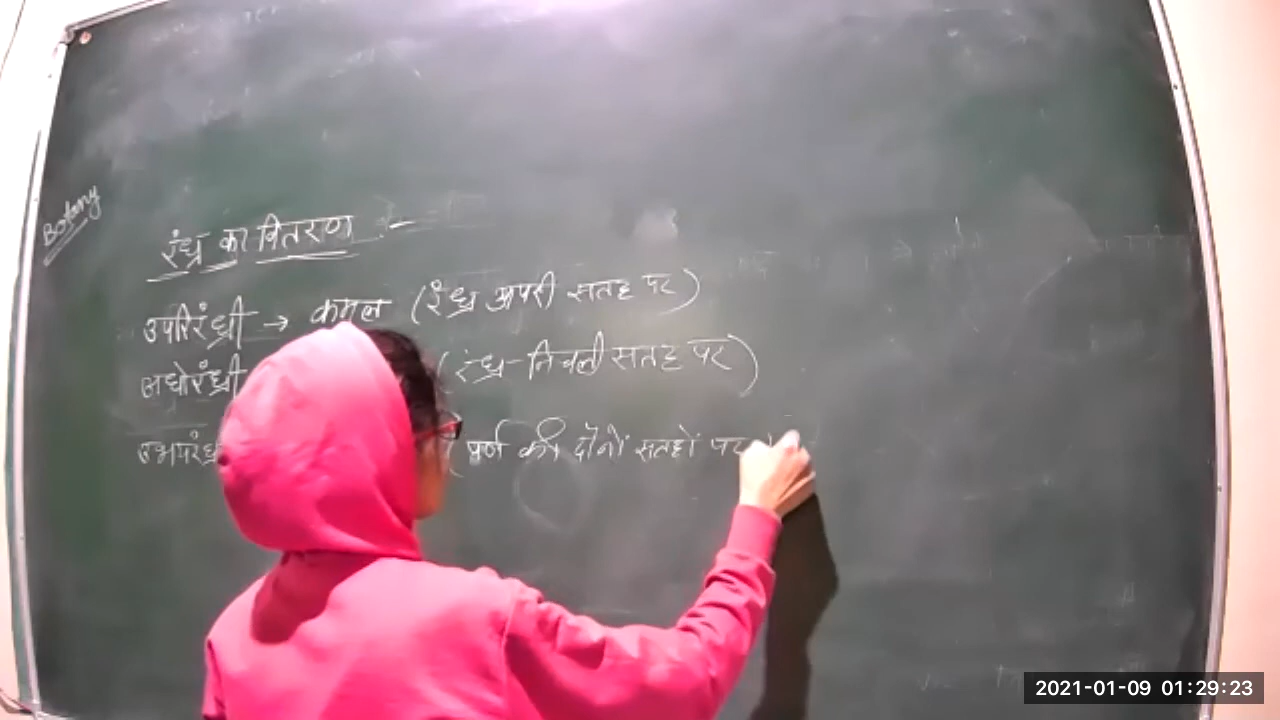 Botany
रंध्र का वितरण :-
उपरिरंध्री → कमल (रंध्र अपरी सतह पर)
अधोरंध्री (रंध्र-निचली सतह पर)
उभयरंध्र (पर्ण की दोनों सतहों पर
2021-01-09 01:29:23